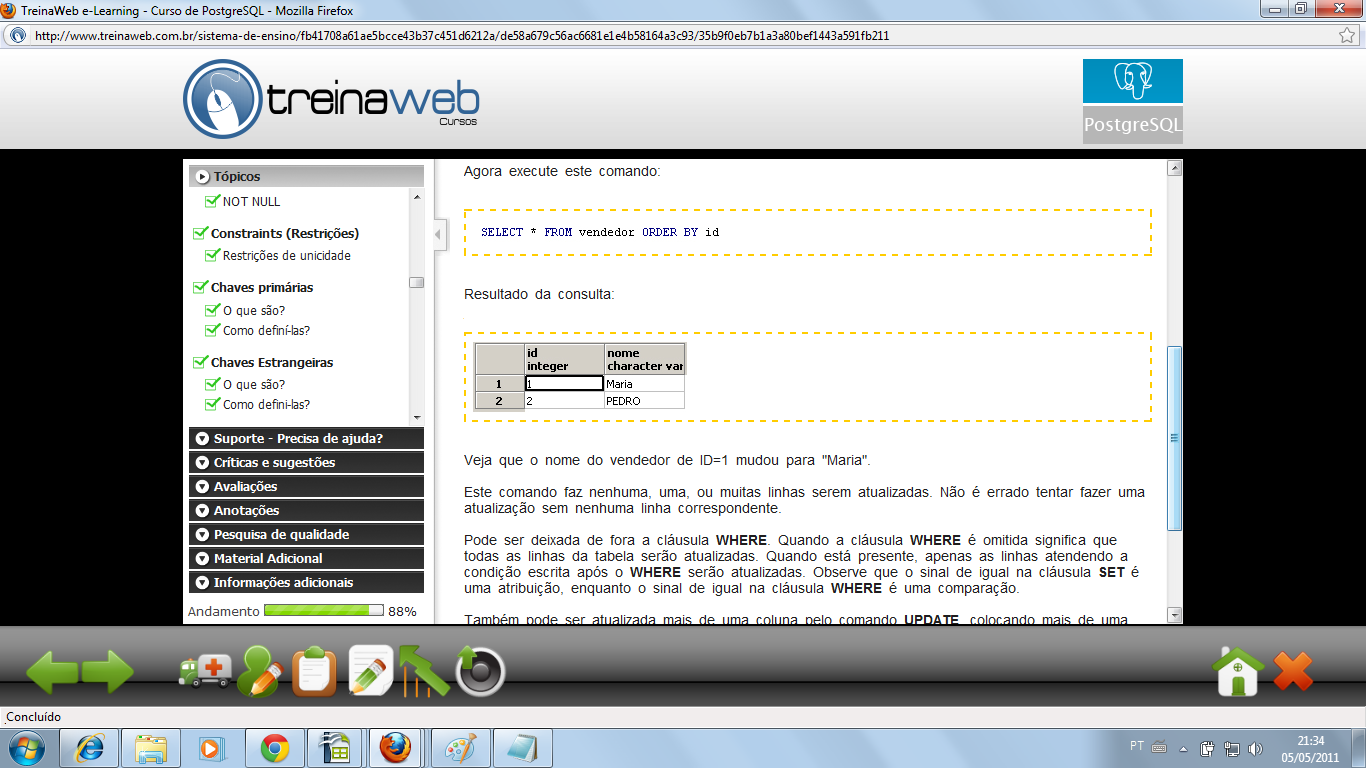 TreinaWeb e-Learning - Curso de PostgreSQL - Mozilla Firefox
http://www.treinaweb.com.br/sistema-de-ensino/fb41708a61ae5bcce43b37c451d6212a/de58a679c56ac6681e1e4b58164a3c93/35b9f0eb7b1a3a80bef1443a591fb211
treinaweb
Cursos
PostgreSQL
Tópicos
NOT NULL
Constraints (Restrições)
Restrições de unicidade
Chaves primárias
O que são?
Como definí-las?
Chaves Estrangeiras
O que são?
Como defini-las?
Suporte - Precisa de ajuda?
Críticas e sugestões
Avaliações
Anotações
Pesquisa de qualidade
Material Adicional
Informações adicionais
Andamento 88%
Agora execute este comando:
SELECT * FROM vendedor ORDER BY id
Resultado da consulta:
id nome
integer character var
1 1 Maria
2 2 PEDRO
Veja que o nome do vendedor de ID=1 mudou para "Maria".
Este comando faz nenhuma, uma, ou muitas linhas serem atualizadas. Não é errado tentar fazer uma
atualização sem nenhuma linha correspondente.
Pode ser deixada de fora a cláusula WHERE. Quando a cláusula WHERE é omitida significa que
todas as linhas da tabela serão atualizadas. Quando está presente, apenas as linhas atendendo a
condição escrita após o WHERE serão atualizadas. Observe que o sinal de igual na cláusula SET é
uma atribuição, enquanto o sinal de igual na cláusula WHERE é uma comparação.
Também pode ser atualizada mais de uma coluna pelo comando UPDATE, colocando mais de uma
Concluído
PT
21:34
05/05/2011